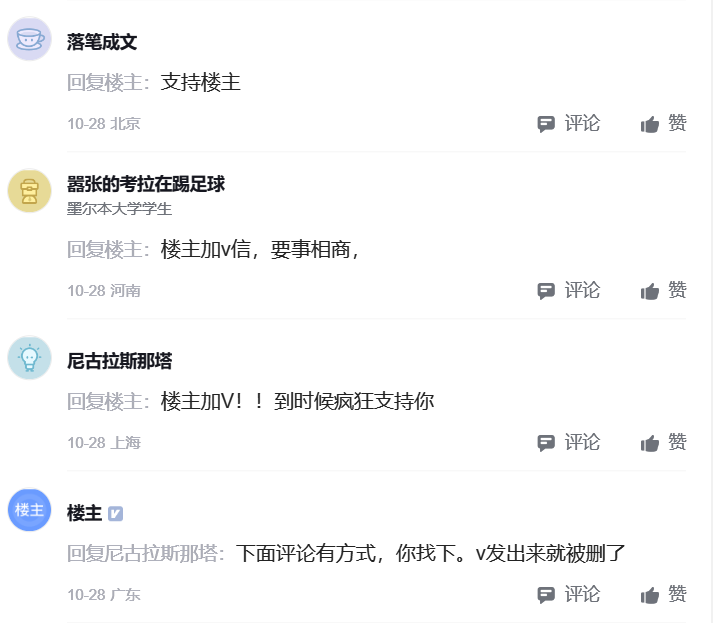 落笔成文
回复楼主：支持楼主
10-28 北京 评论 赞
嚣张的考拉在踢足球
墨尔本大学学生
回复楼主：楼主加v信，要事相商，
10-28 河南 评论 赞
尼古拉斯那塔
回复楼主：楼主加V！！到时候疯狂支持你
10-28 上海 评论 赞
楼主 楼主 V
回复尼古拉斯那塔：下面评论有方式，你找下。v发出来就被删了
10-28 广东 评论 赞